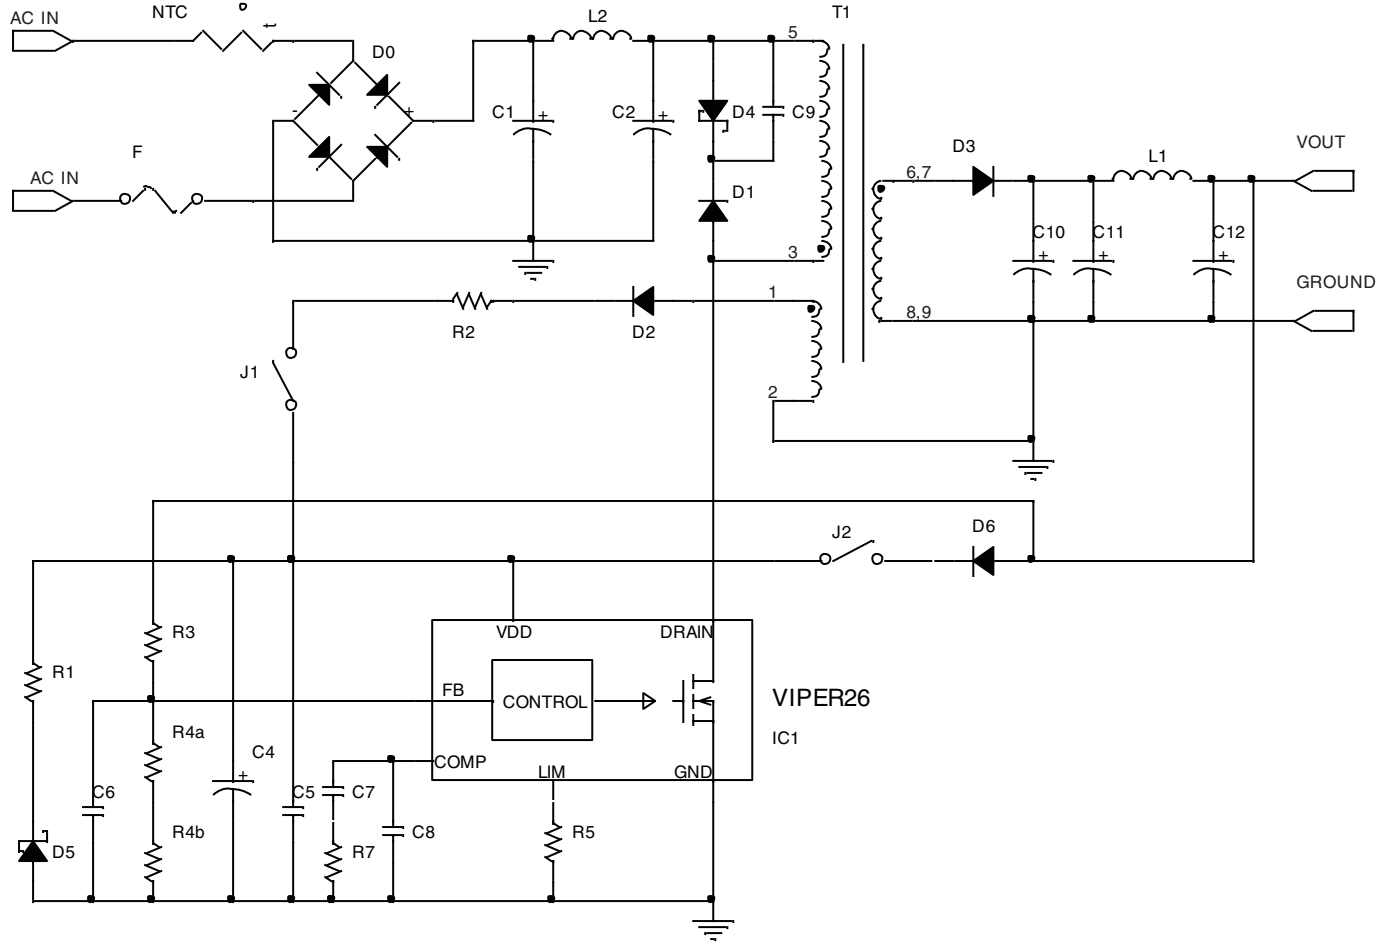 AC IN
NTC
t
°
D0
-
+
L2
T1
5
C1
+
C2
+
D4
C9
F
AC IN
D1
3
6,7
D3
L1
VOUT
C10
+
C11
+
C12
+
GROUND
8,9
1
R2
D2
J1
2
J2
D6
VDD
DRAIN
R3
R1
FB
CONTROL
VIPER26
IC1
R4a
C4
+
COMP
LIM
GND
C6
C5
C7
C8
R4b
R5
D5
R7